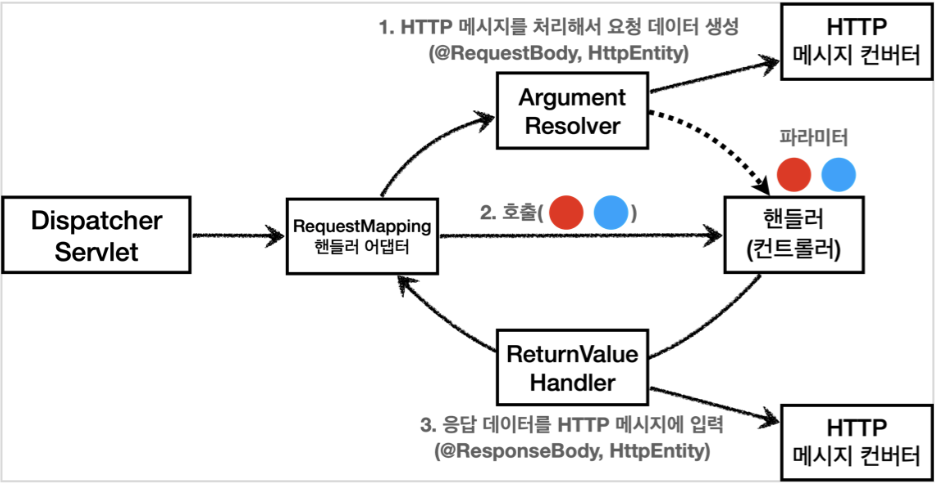 1. HTTP 메시지를 처리해서 요청 데이터 생성
(@RequestBody, HttpEntity)
HTTP
메시지 컨버터
Argument
Resolver
파라미터
Dispatcher
Servlet
RequestMapping
핸들러 어댑터
2. 호출( )
핸들러
(컨트롤러)
ReturnValue
Handler
3. 응답 데이터를 HTTP 메시지에 입력
(@ResponseBody, HttpEntity)
HTTP
메시지 컨버터